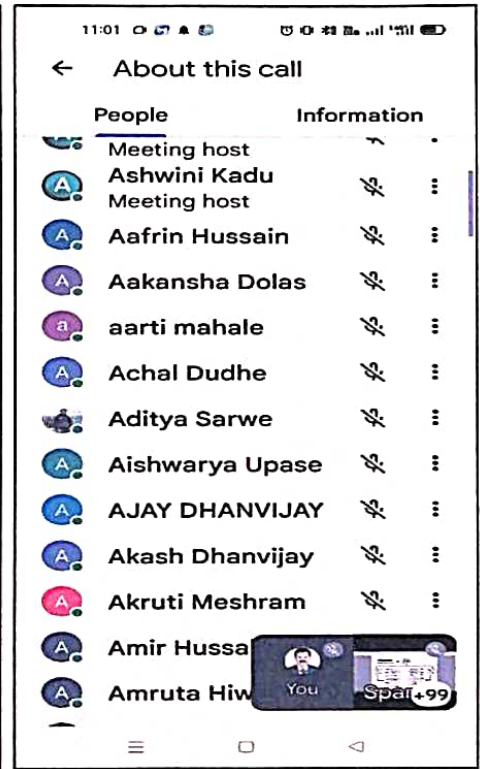 11:01
About this call
People Information
Meeting host
Ashwini Kadu
Meeting host
A Aafrin Hussain
A Aakansha Dolas
a aarti mahale
A Achal Dudhe
Aditya Sarwe
A Aishwarya Upase
A AJAY DHANVIJAY
A Akash Dhanvijay
A Akruti Meshram
A Amir Hussa
A Amruta Hiw
You Spar +99